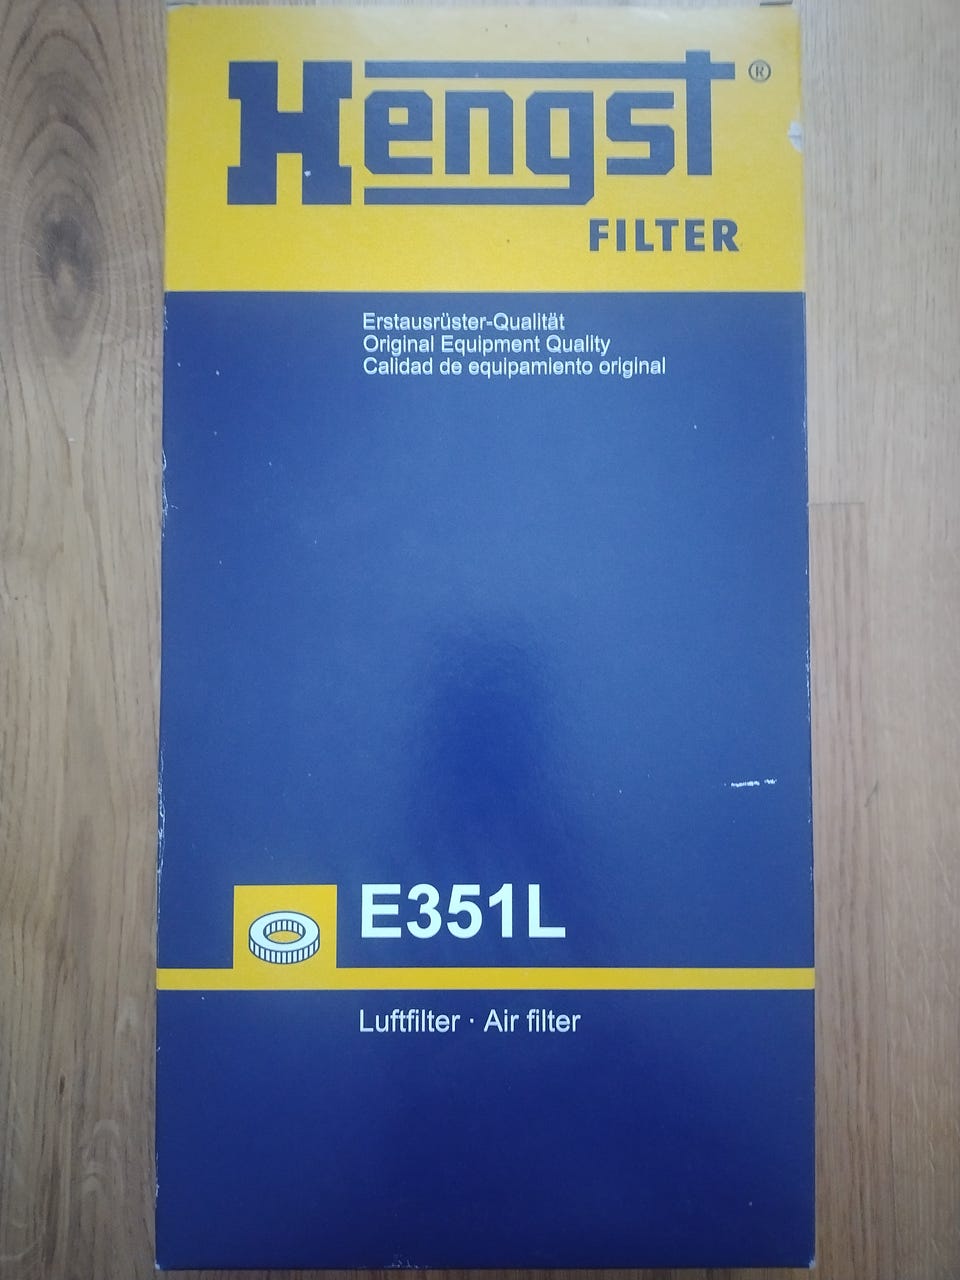 Hengst®
FILTER
Erstausrüster-Qualität
Original Equipment Quality
Calidad de equipamiento original
E351L
Luftfilter · Air filter